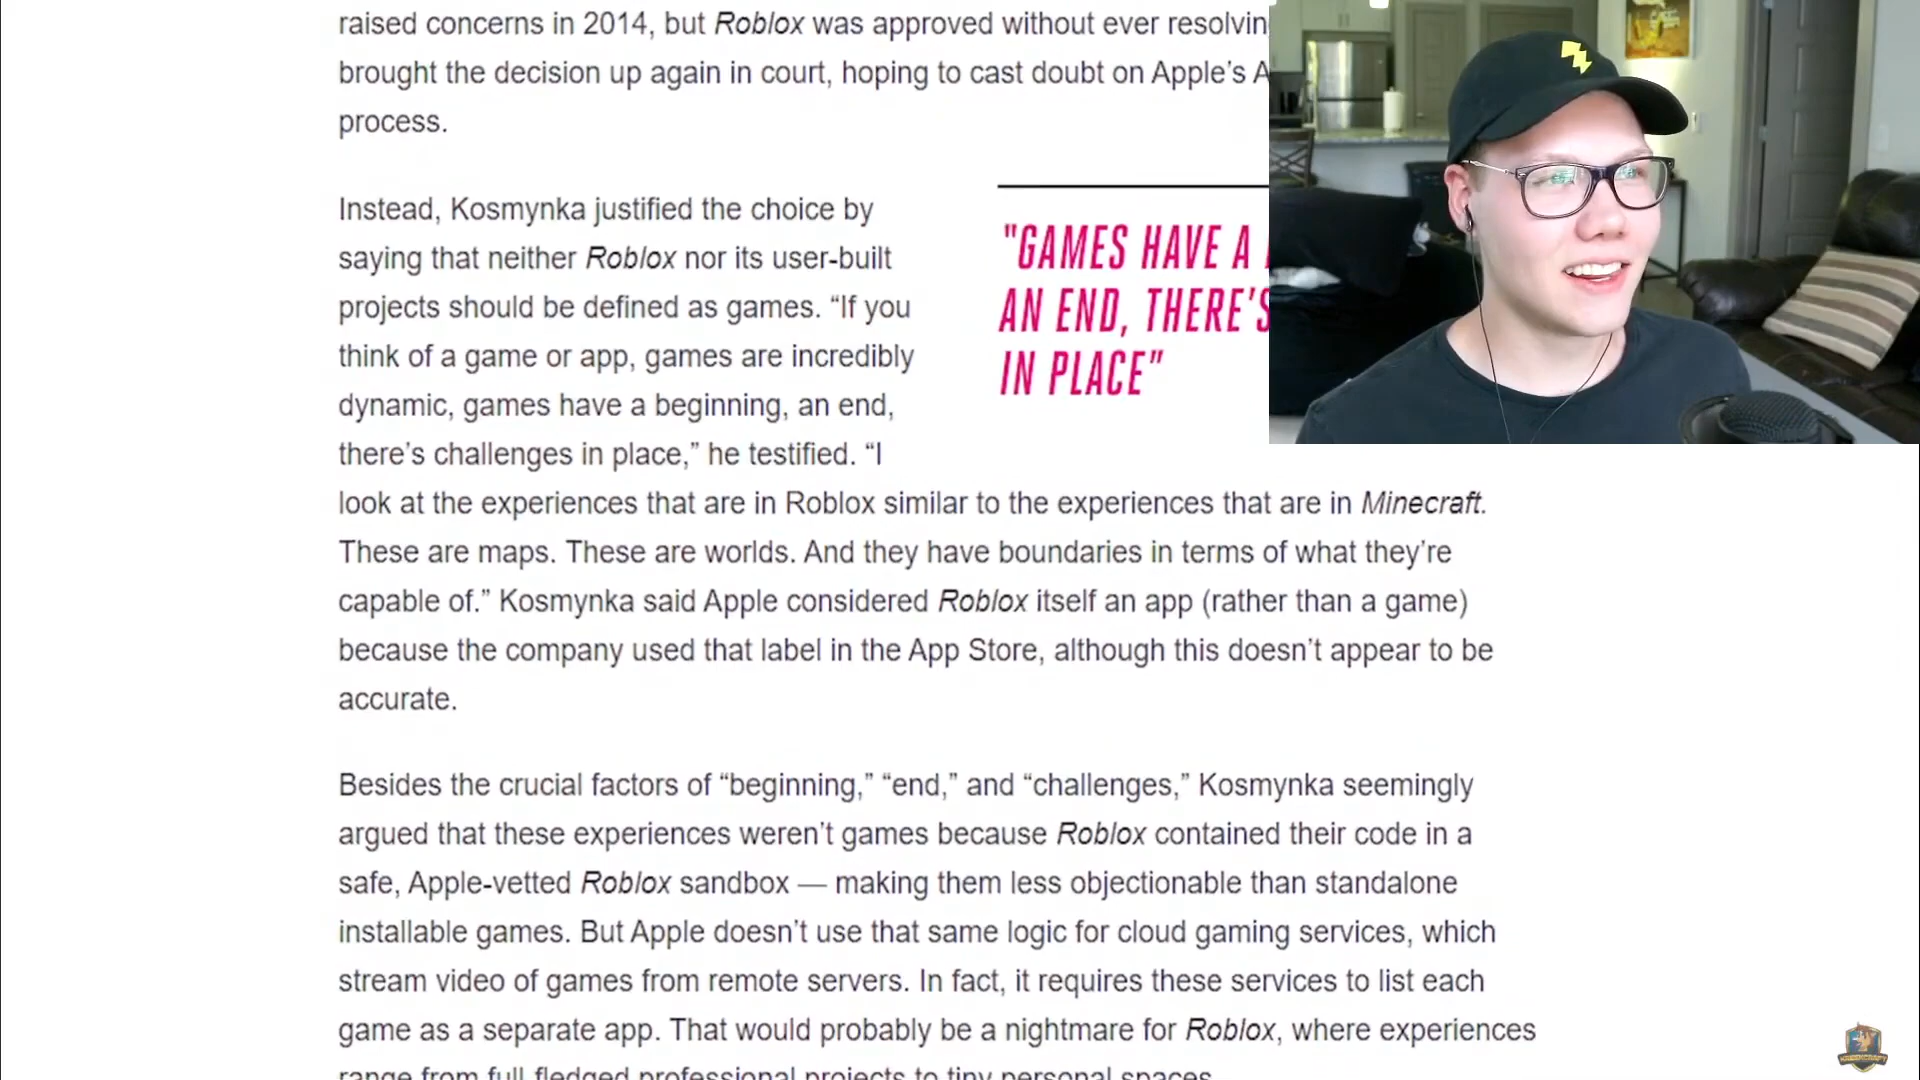 raised concerns in 2014, but Roblox was approved without ever
brought the decision up again in court, hoping to cast doubt on Apple’s
process.
Instead, Kosmynka justified the choice by
saying that neither Roblox nor its user-built
projects should be defined as games. “If you
think of a game or app, games are incredibly
dynamic, games have a beginning, an end,
there’s challenges in place,” he testified. “I
"GAMES HAVE A
AN END, THERE'S
IN PLACE"
look at the experiences that are in Roblox similar to the experiences that are in Minecraft.
These are maps. These are worlds. And they have boundaries in terms of what they’re
capable of.” Kosmynka said Apple considered Roblox itself an app (rather than a game)
because the company used that label in the App Store, although this doesn’t appear to be
accurate.
Besides the crucial factors of “beginning,” “end,” and “challenges,” Kosmynka seemingly
argued that these experiences weren’t games because Roblox contained their code in a
safe, Apple-vetted Roblox sandbox — making them less objectionable than standalone
installable games. But Apple doesn’t use that same logic for cloud gaming services, which
stream video of games from remote servers. In fact, it requires these services to list each
game as a separate app. That would probably be a nightmare for Roblox, where experiences
range from full fledged professional projects to tiny personal spaces